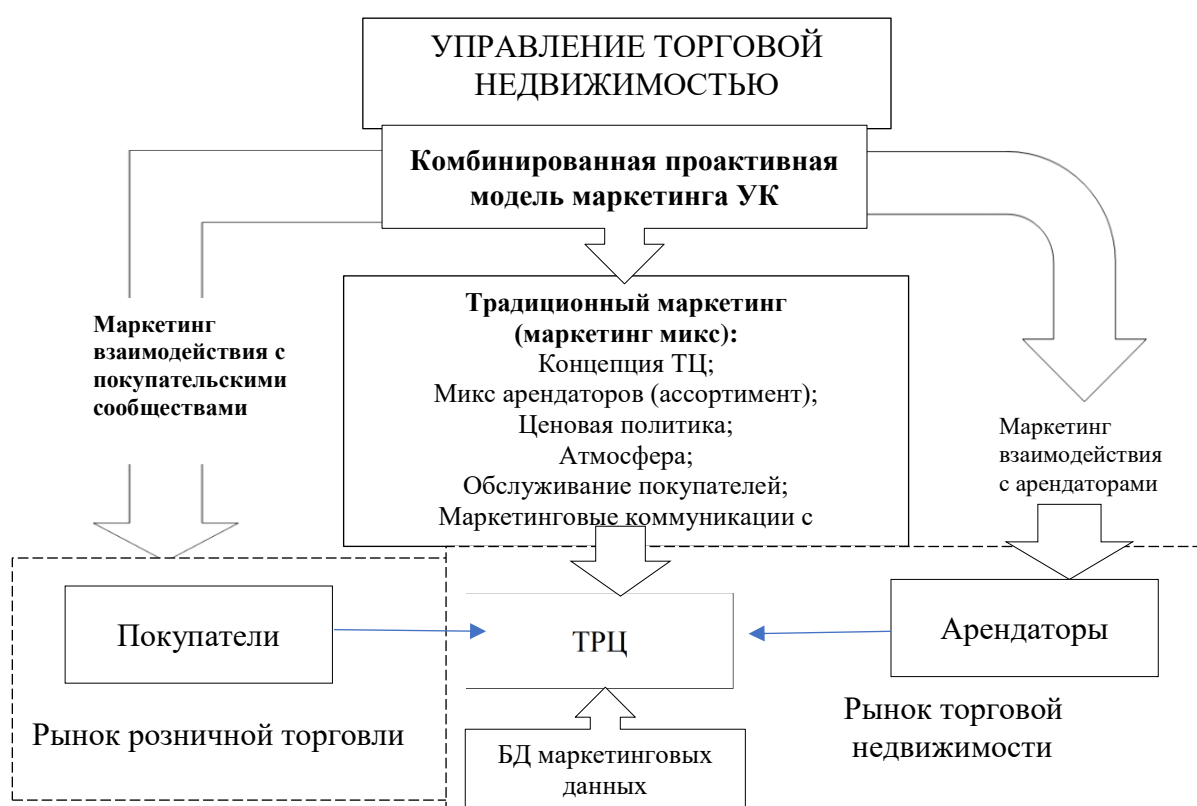 УПРАВЛЕНИЕ ТОРГОВОЙ
НЕДВИЖИМОСТЬЮ
Комбинированная проактивная
модель маркетинга УК
Традиционный маркетинг
(маркетинг микс):
Концепция ТЦ;
Микс арендаторов (ассортимент);
Ценовая политика;
Атмосфера;
Обслуживание покупателей;
Маркетинговые коммуникации с
Маркетинг
взаимодействия с
покупательскими
сообществами
Маркетинг
взаимодействия
с арендаторами
Покупатели
ТРЦ
Арендаторы
Рынок розничной торговли
Рынок торговой
недвижимости
БД маркетинговых
данных